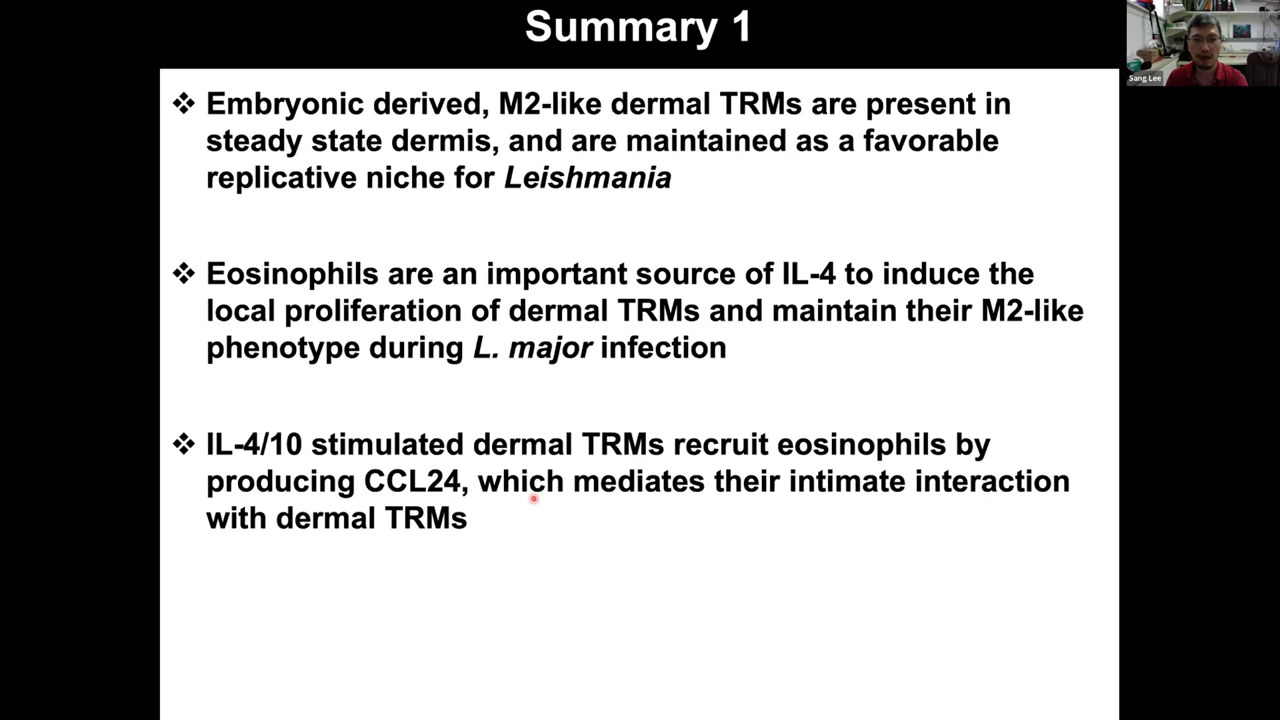 Summary 1
Sang Lee
❖ Embryonic derived, M2-like dermal TRMs are present in
steady state dermis, and are maintained as a favorable
replicative niche for Leishmania
❖ Eosinophils are an important source of IL-4 to induce the
local proliferation of dermal TRMs and maintain their M2-like
phenotype during L. major infection
❖ IL-4/10 stimulated dermal TRMs recruit eosinophils by
producing CCL24, which mediates their intimate interaction
with dermal TRMs